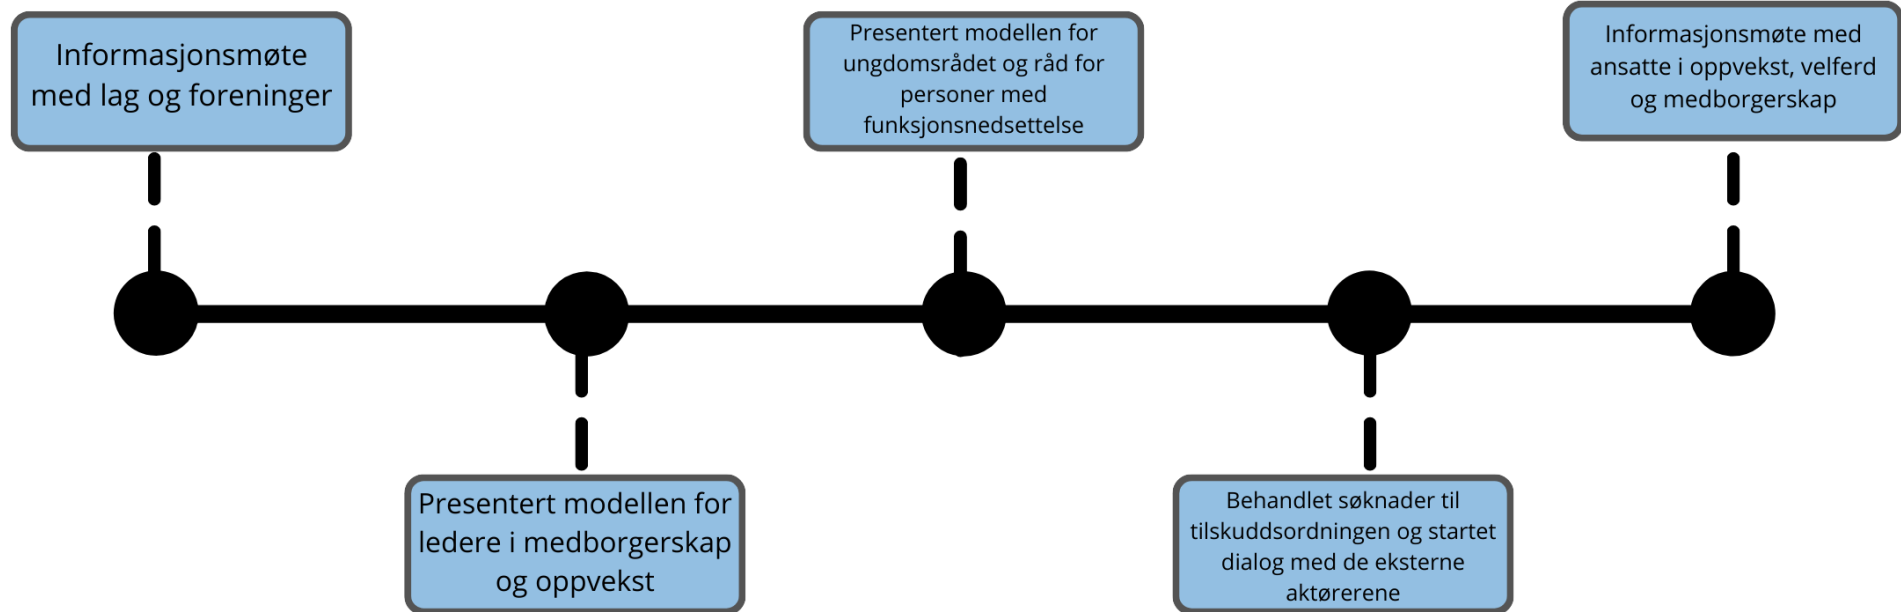 Informasjonsmøte
med lag og foreninger
Presentert modellen for
ledere i medborgerskap
og oppvekst
Presentert modellen for
ungdomsrådet og råd for
personer med
funksjonsnedsettelse
Behandlet søknader til
tilskuddsordningen og startet
dialog med de eksterne
aktørerene
Informasjonsmøte med
ansatte i oppvekst, velferd
og medborgerskap